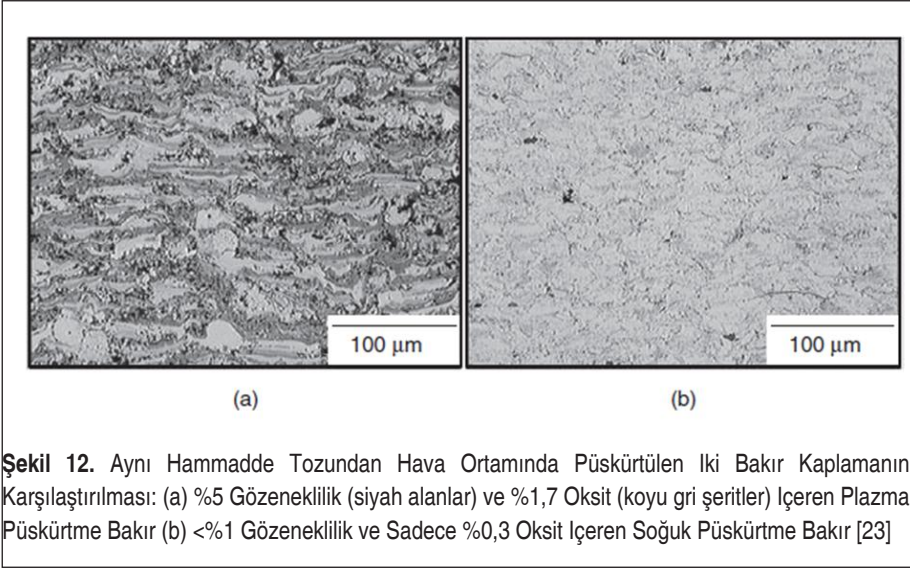 100 µm
100 µm
(a)
(b)
Şekil 12. Aynı Hammadde Tozundan Hava Ortamında Püskürtülen Iki Bakır Kaplamanın
Karşılaştırılması: (a) %5 Gözeneklilik (siyah alanlar) ve %1,7 Oksit (koyu gri şeritler) Içeren Plazma
Püskürtme Bakır (b) <%1 Gözeneklilik ve Sadece %0,3 Oksit Içeren Soğuk Püskürtme Bakır [23]